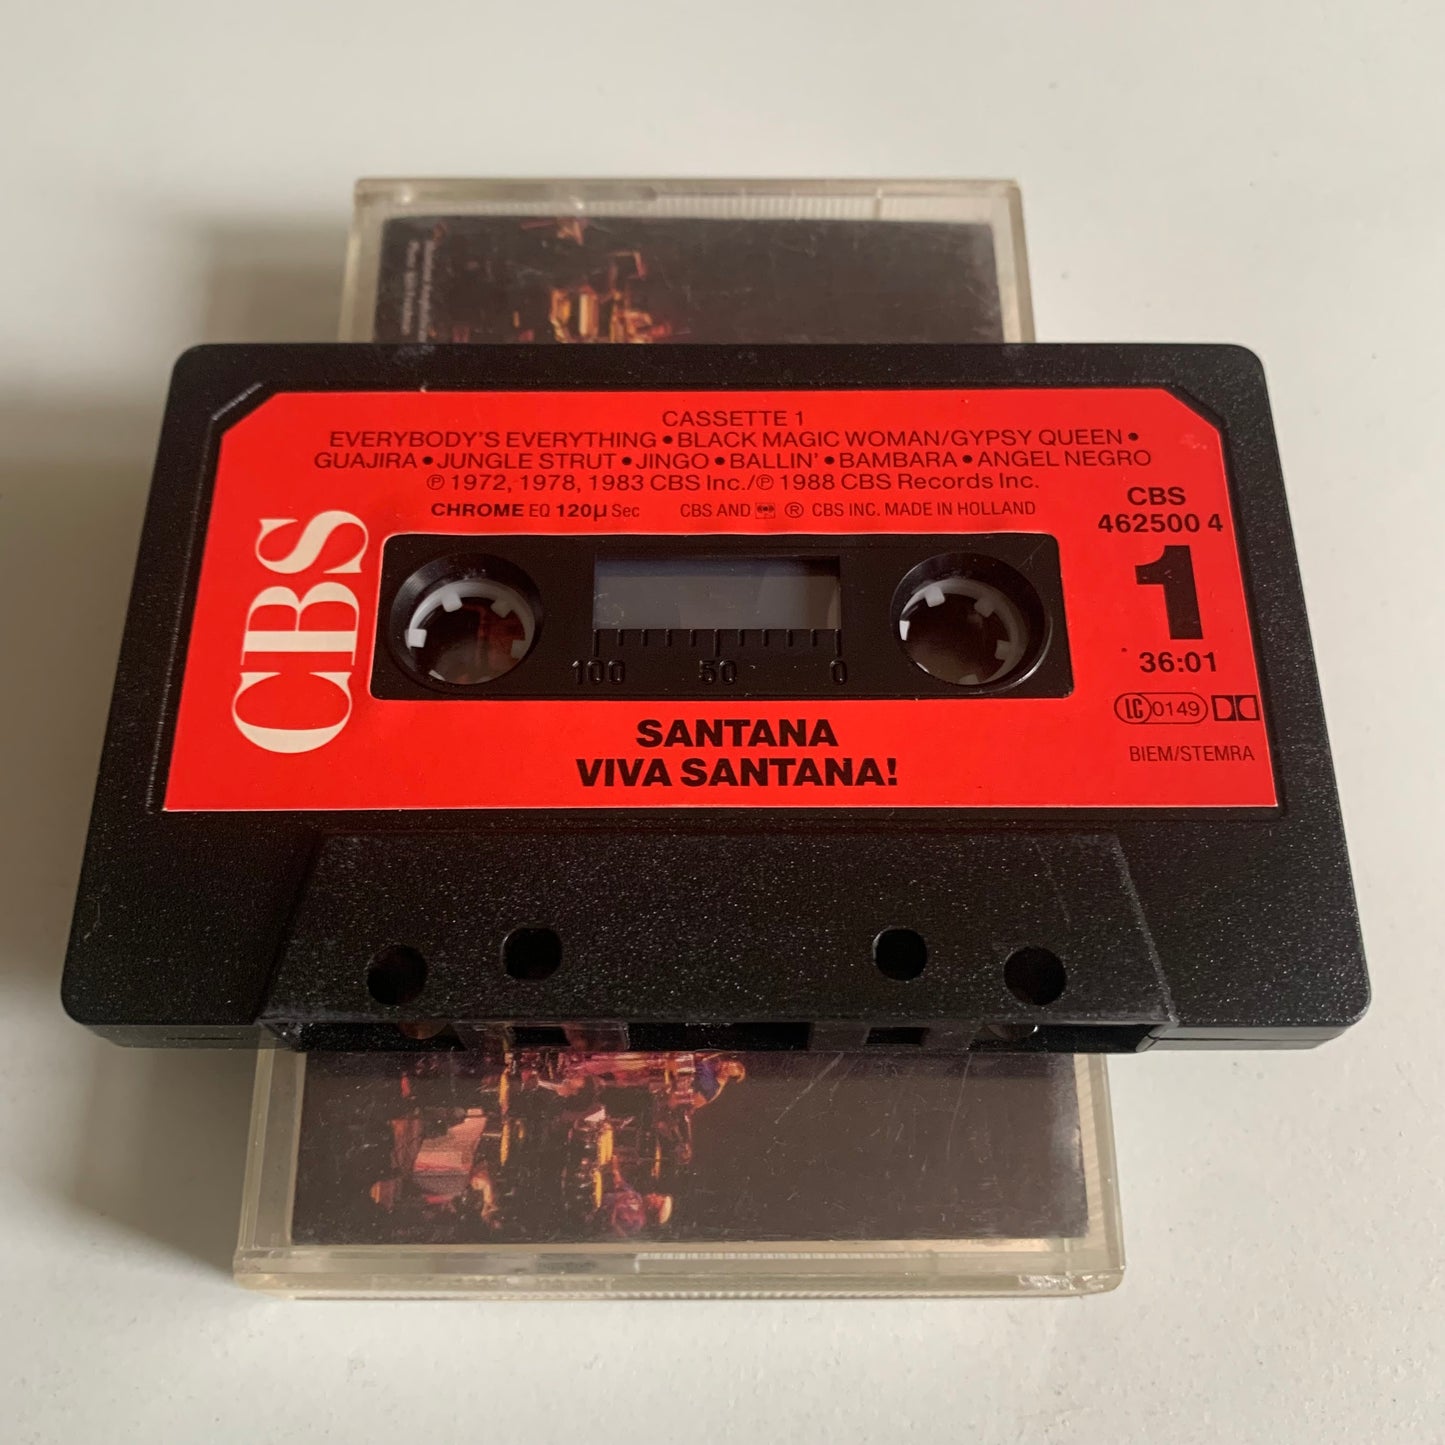 CASSETTE 1
EVERYBODY'S EVERYTHING • BLACK MAGIC WOMAN/GYPSY QUEEN •
GUAJIRA • JUNGLE STRUT • JINGO • BALLIN' • BAMBARA • ANGEL NEGRO
℗ 1972, 1978, 1983 CBS Inc./℗ 1988 CBS Records Inc.
CHROME EQ 120µ Sec CBS AND ® CBS INC. MADE IN HOLLAND
CBS
CBS
462500 4
1
36:01
LC 0149
BIEM/STEMRA
100 50 0
SANTANA
VIVA SANTANA!